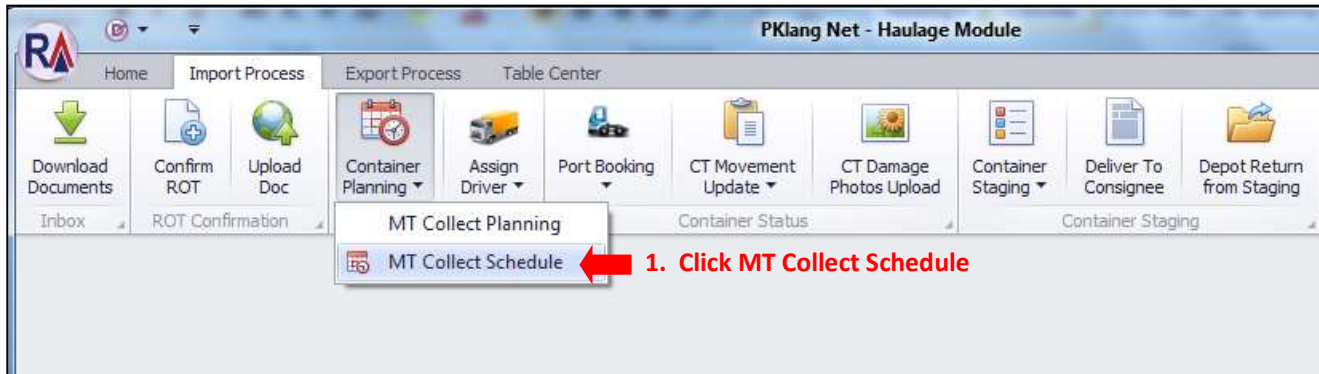 RA
PKlang Net - Haulage Module
Home Import Process Export Process Table Center
Download Documents
Confirm ROT
Upload Doc
Container Planning
Assign Driver
Port Booking
CT Movement Update
CT Damage Photos Upload
Container Staging
Deliver To Consignee
Depot Return from Staging
Inbox ROT Confirmation Container Status Container Staging
MT Collect Planning
MT Collect Schedule
1. Click MT Collect Schedule